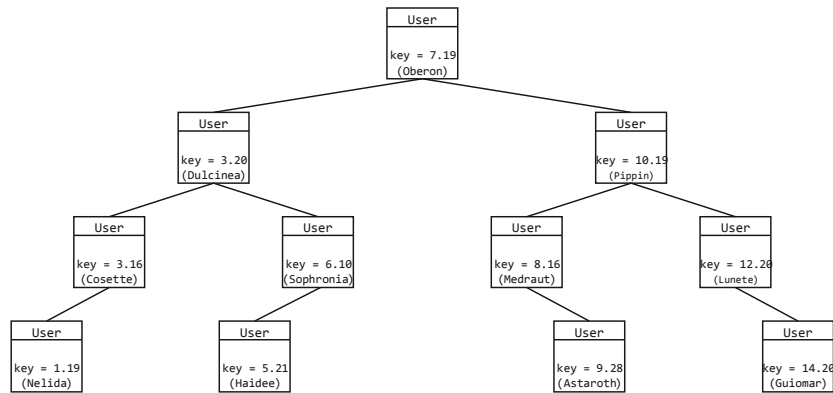 User
key = 7.19
(Oberon)
User
key = 3.20
(Dulcinea)
User
key = 10.19
(Pippin)
User
key = 3.16
(Cosette)
User
key = 6.10
(Sophronia)
User
key = 8.16
(Medraut)
User
key = 12.20
(Lunete)
User
key = 1.19
(Nelida)
User
key = 5.21
(Haidee)
User
key = 9.28
(Astaroth)
User
key = 14.20
(Guiomar)